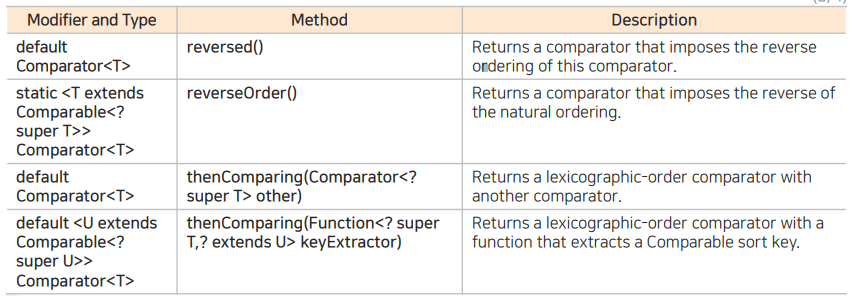 Modifier and Type Method Description
default
Comparator<T>
reversed()
Returns a comparator that imposes the reverse
ordering of this comparator.
static <T extends
Comparable<?
super T>>
Comparator<T>
reverseOrder()
Returns a comparator that imposes the reverse of
the natural ordering.
default
Comparator<T>
thenComparing(Comparator<?
super T> other)
Returns a lexicographic-order comparator with
another comparator.
default <U extends
Comparable<?
super U>>
Comparator<T>
thenComparing(Function<? super
T,? extends U> keyExtractor)
Returns a lexicographic-order comparator with a
function that extracts a Comparable sort key.